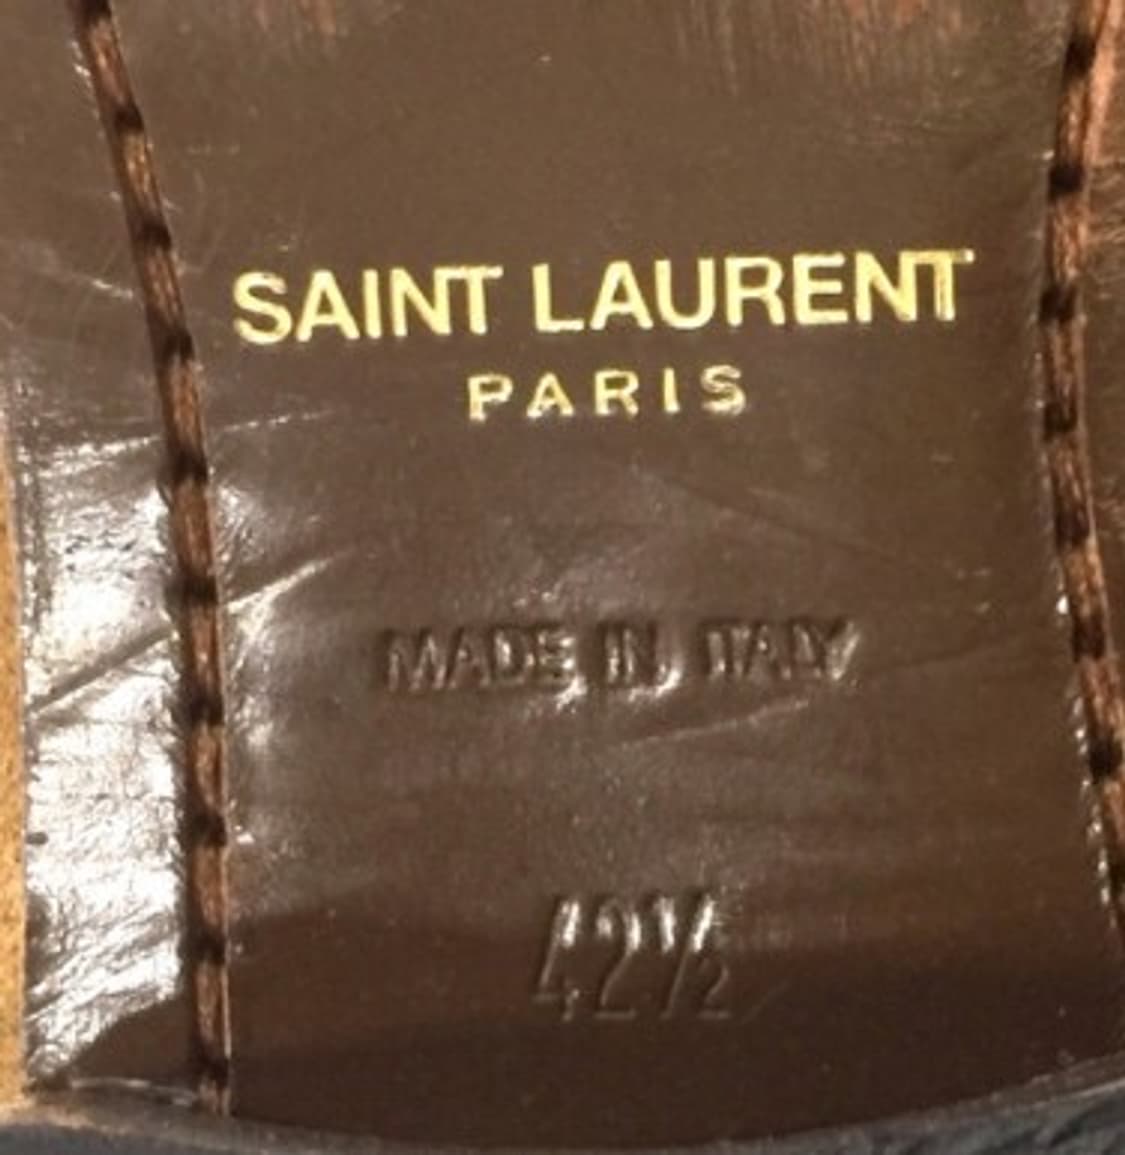 SAINT LAURENT
PARIS
MADE IN ITALY
42½